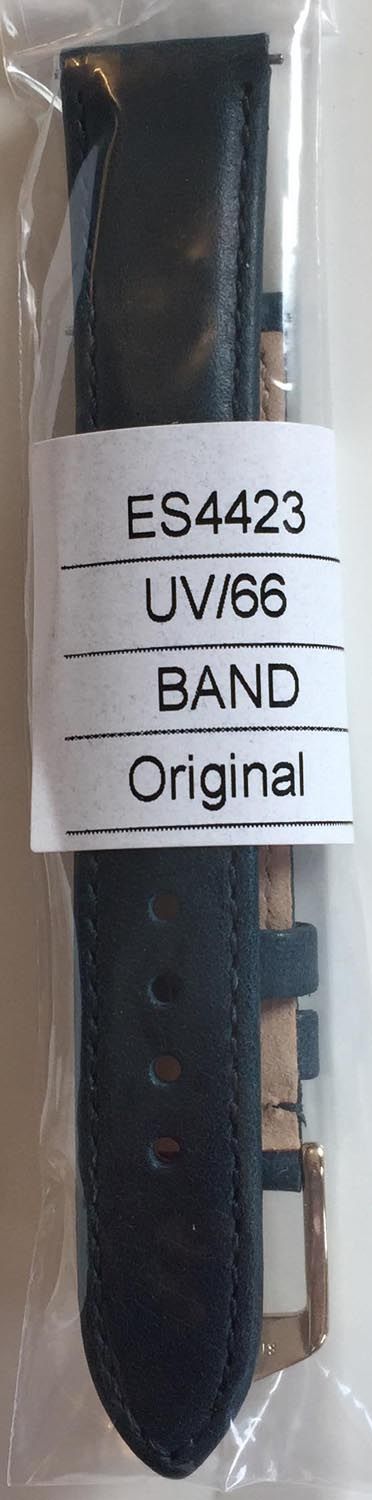 ES4423
UV/66
BAND
Original